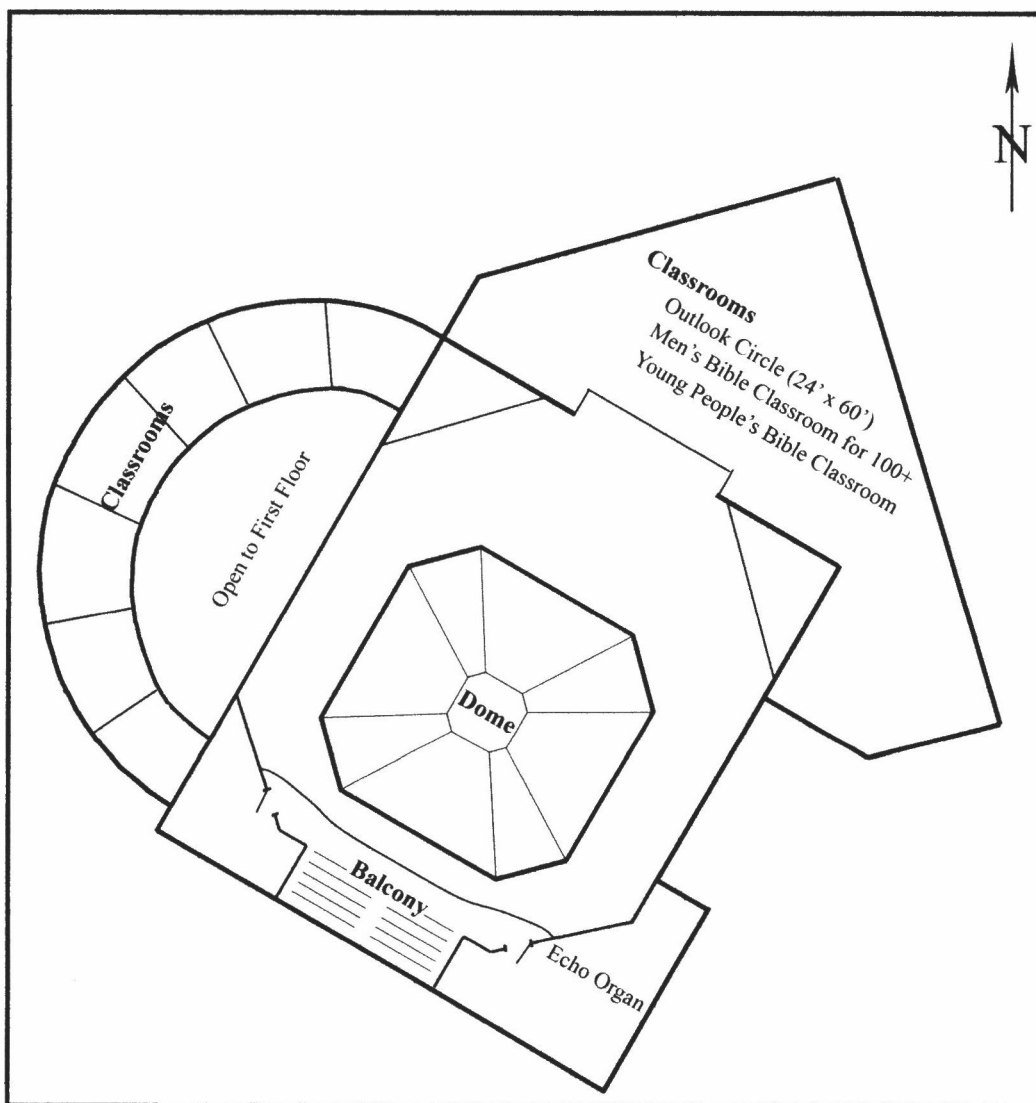 N
Classrooms
Outlook Circle (24' x 60')
Men's Bible Classroom for 100+
Young People's Bible Classroom
Classrooms
Open to First Floor
Dome
Balcony
Echo Organ